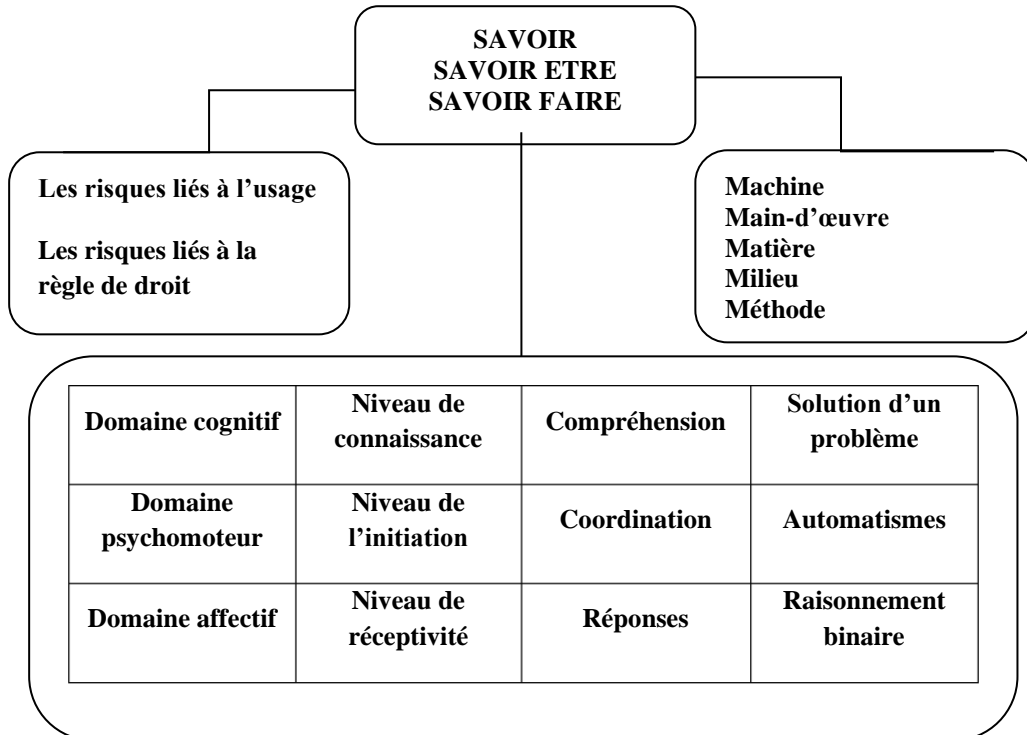 SAVOIR
SAVOIR ETRE
SAVOIR FAIRE
Les risques liés à l’usage
Les risques liés à la
règle de droit
Machine
Main-d’œuvre
Matière
Milieu
Méthode
Domaine cognitif
Niveau de
connaissance
Compréhension
Solution d’un
problème
Domaine
psychomoteur
Niveau de
l’initiation
Coordination
Automatismes
Domaine affectif
Niveau de
réceptivité
Réponses
Raisonnement
binaire